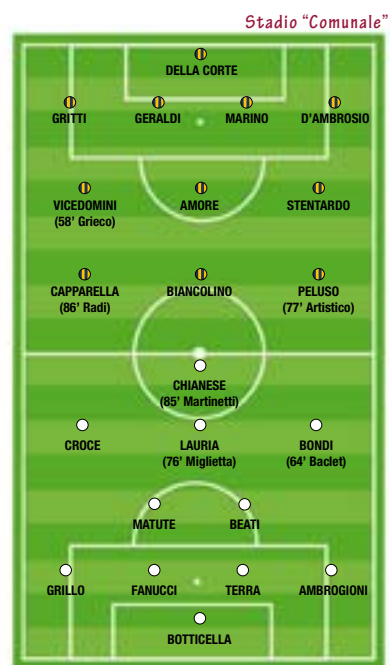 Stadio “Comunale”
DELLA CORTE
GRITTI GERALDI MARINO D'AMBROSIO
VICEDOMINI AMORE STENTARDO
(58’ Grieco)
CAPPARELLA BIANCOLINO PELUSO
(86’ Radi) (77’ Artistico)
CHIANESE
(85’ Martinetti)
CROCE LAURIA BONDI
(76’ Miglietta) (64’ Baclet)
MATUTE BEATI
GRILLO FANUCCI TERRA AMBROGIONI
BOTTICELLA